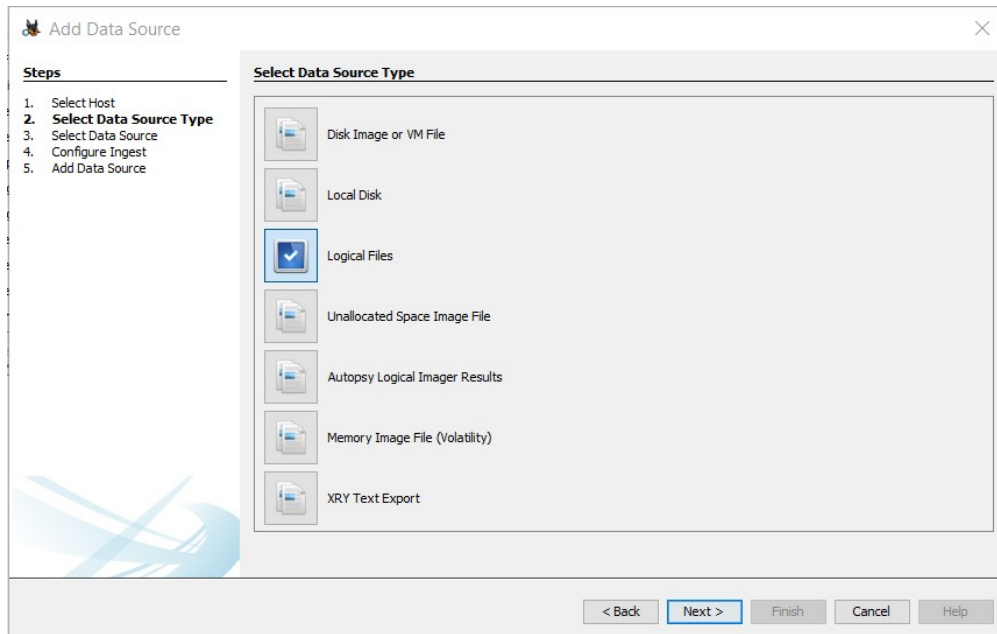 Add Data Source
Steps
1. Select Host
2. Select Data Source Type
3. Select Data Source
4. Configure Ingest
5. Add Data Source
Select Data Source Type
Disk Image or VM File
Local Disk
Logical Files
Unallocated Space Image File
Autopsy Logical Imager Results
Memory Image File (Volatility)
XRY Text Export
< Back Next > Finish Cancel Help